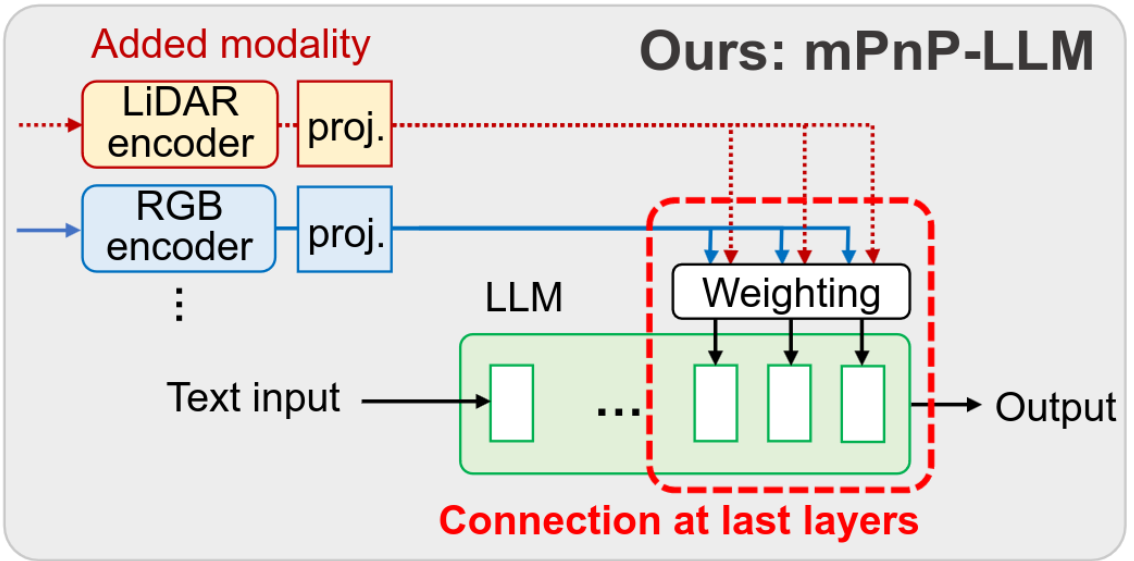 Added modality
Ours: mPnP-LLM
LiDAR
encoder
proj.
RGB
encoder
proj.
⋮
LLM
Weighting
Text input
...
Output
Connection at last layers